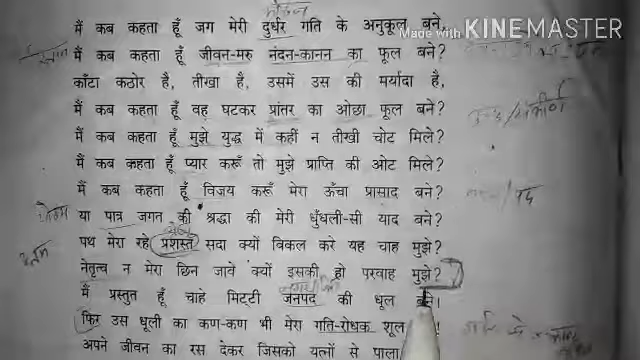 Made with KINEMASTER
मैं कब कहता हूँ जग मेरी दुर्धर गति के अनुकूल बने,
मैं कब कहता हूँ जीवन-मरु नंदन-कानन का फूल बने?
काँटा कठोर है, तीखा है, उसमें उस की मर्यादा है,
मैं कब कहता हूँ वह घटकर प्रांतर का ओछा फूल बने?
मैं कब कहता हूँ मुझे युद्ध में कहीं न तीखी चोट मिले?
मैं कब कहता हूँ प्यार करूँ तो मुझे प्राप्ति की ओट मिले?
मैं कब कहता हूँ विजय करूँ मेरा ऊँचा प्रासाद बने?
या पात्र जगत की श्रद्धा की मेरी धुँधली-सी याद बने?
पथ मेरा रहे प्रशस्त सदा क्यों विकल करे यह चाह मुझे?
नेतृत्व न मेरा छिन जावे क्यों इसकी हो परवाह मुझे?
मैं प्रस्तुत हूँ चाहे मिट्टी जनपद की धूल बने।
फिर उस धूली का कण-कण भी मेरा गति-रोधक शूल
अपने जीवन का रस देकर जिसको यत्नों से पाला